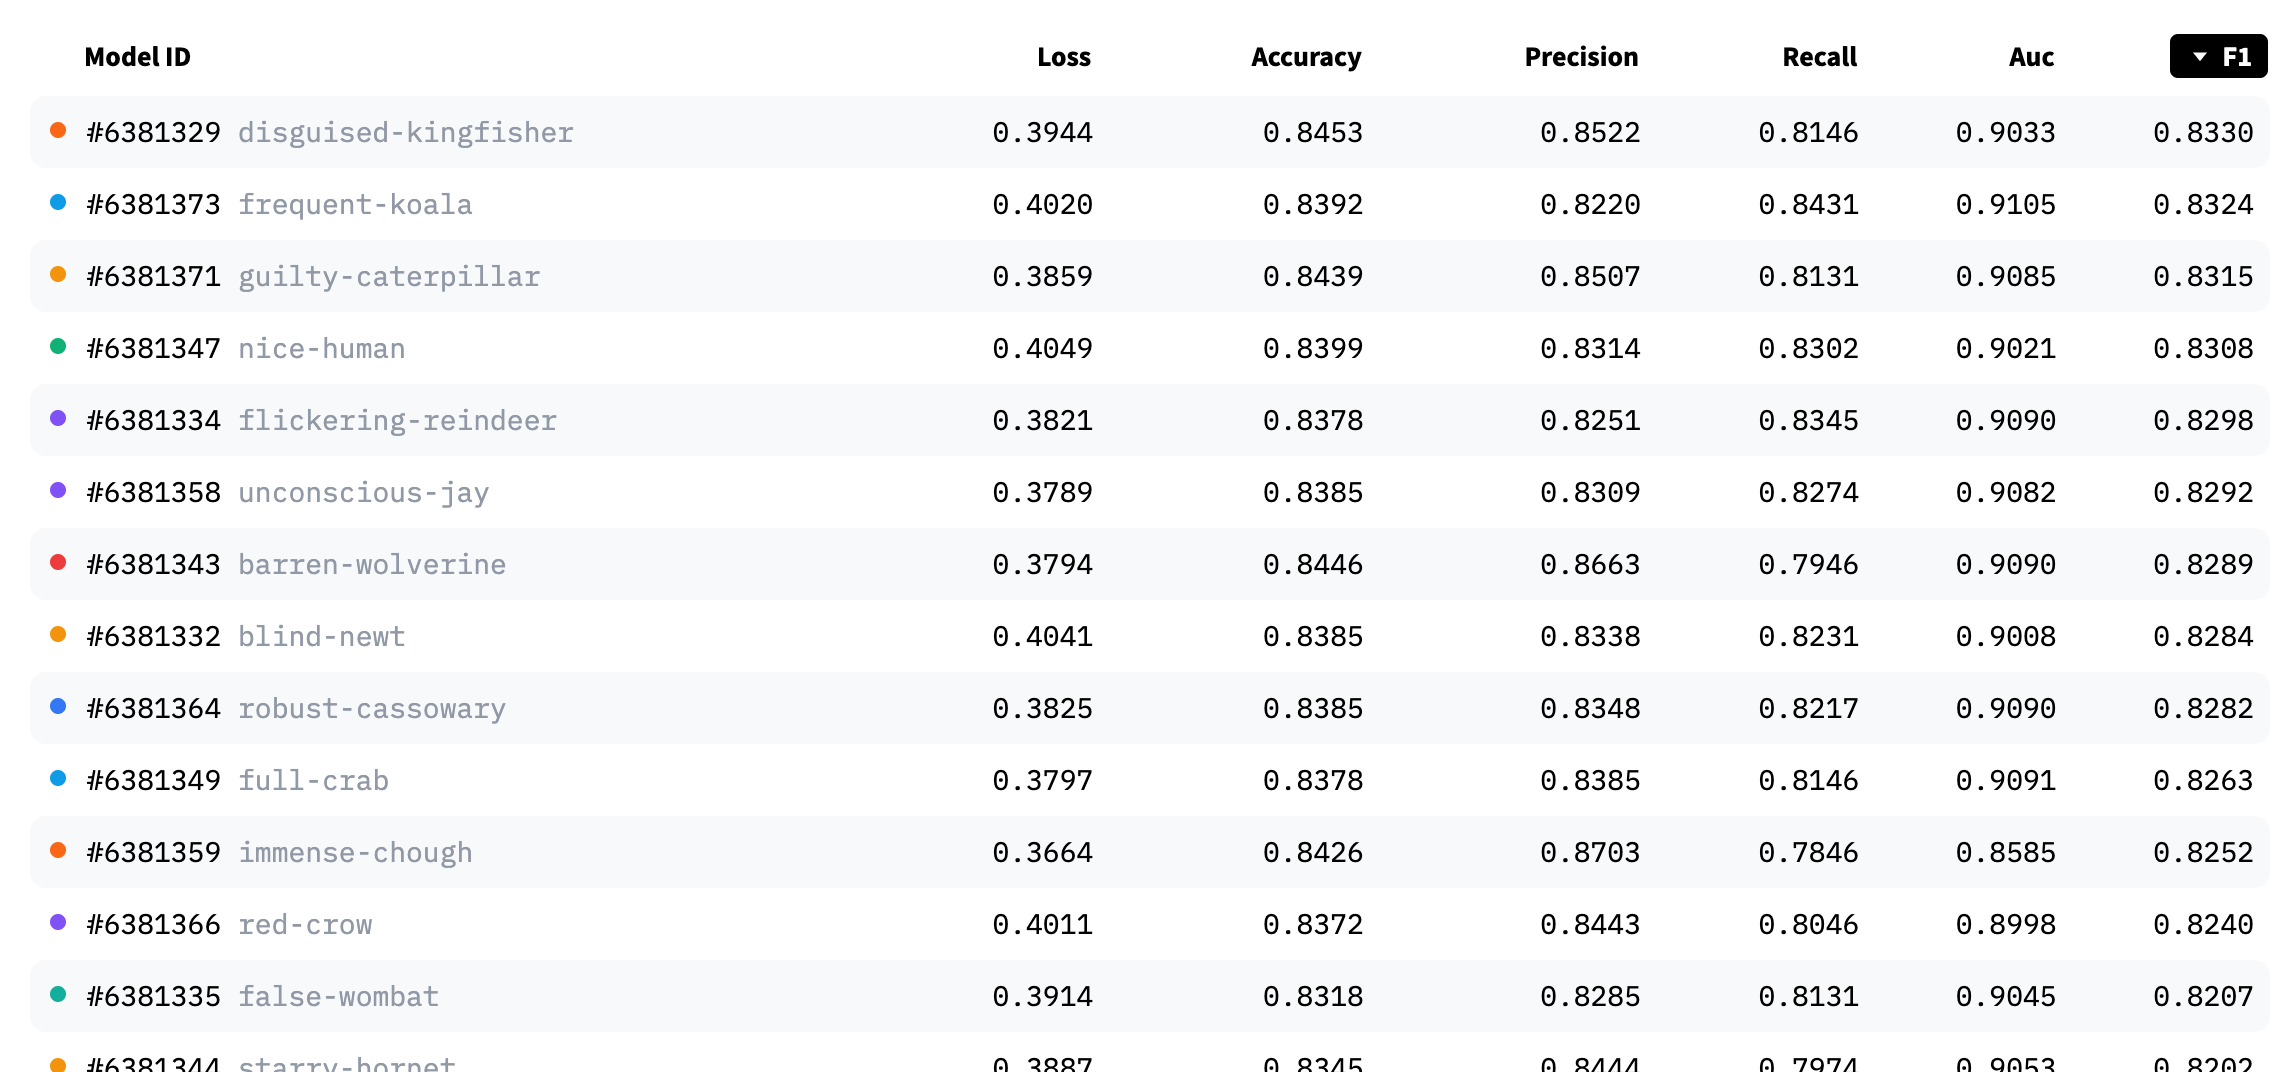 Model ID Loss Accuracy Precision Recall Auc F1
#6381329 disguised-kingfisher 0.3944 0.8453 0.8522 0.8146 0.9033 0.8330
#6381373 frequent-koala 0.4020 0.8392 0.8220 0.8431 0.9105 0.8324
#6381371 guilty-caterpillar 0.3859 0.8439 0.8507 0.8131 0.9085 0.8315
#6381347 nice-human 0.4049 0.8399 0.8314 0.8302 0.9021 0.8308
#6381334 flickering-reindeer 0.3821 0.8378 0.8251 0.8345 0.9090 0.8298
#6381358 unconscious-jay 0.3789 0.8385 0.8309 0.8274 0.9082 0.8292
#6381343 barren-wolverine 0.3794 0.8446 0.8663 0.7946 0.9090 0.8289
#6381332 blind-newt 0.4041 0.8385 0.8338 0.8231 0.9008 0.8284
#6381364 robust-cassowary 0.3825 0.8385 0.8348 0.8217 0.9090 0.8282
#6381349 full-crab 0.3797 0.8378 0.8385 0.8146 0.9091 0.8263
#6381359 immense-chough 0.3664 0.8426 0.8703 0.7846 0.8585 0.8252
#6381366 red-crow 0.4011 0.8372 0.8443 0.8046 0.8998 0.8240
#6381335 false-wombat 0.3914 0.8318 0.8285 0.8131 0.9045 0.8207
#6381344 starry-hornet 0.3887 0.8345 0.8444 0.7974 0.9053 0.8202